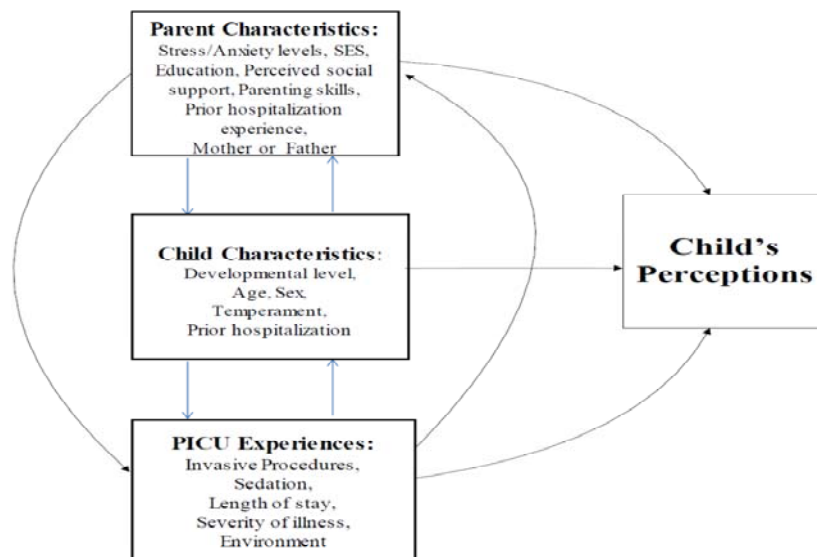 Parent Characteristics:
Stress/Anxiety levels, SES,
Education, Perceived social
support, Parenting skills,
Prior hospitalization
experience,
Mother or Father
Child Characteristics:
Developmental level,
Age, Sex,
Temperament,
Prior hospitalization
PICU Experiences:
Invasive Procedures,
Sedation,
Length of stay,
Severity of illness,
Environment
Child's
Perceptions